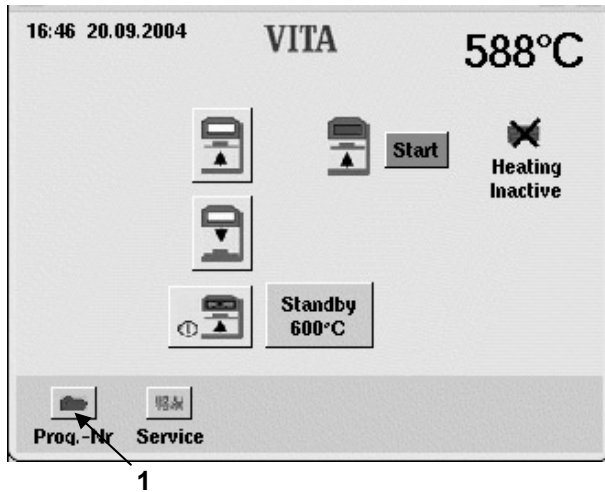 16:46 20.09.2004
VITA
588°C
Start
Heating
Inactive
Standby
600°C
Prog.-Nr
Service
1